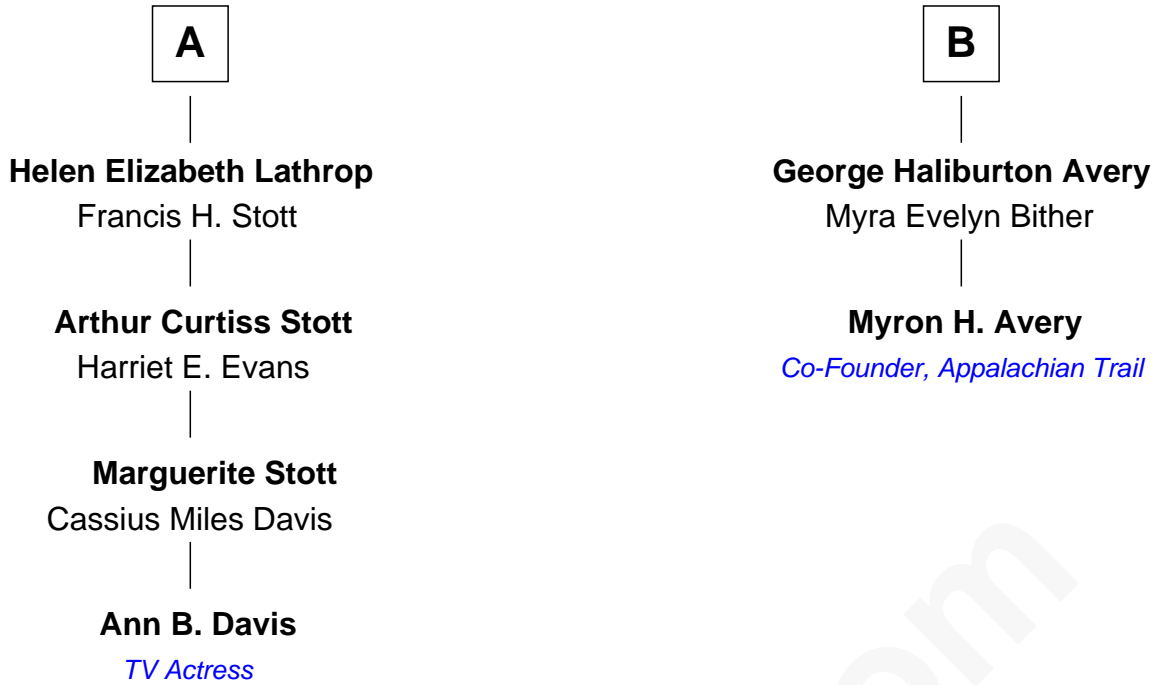 A
Helen Elizabeth Lathrop
Francis H. Stott
Arthur Curtiss Stott
Harriet E. Evans
Marguerite Stott
Cassius Miles Davis
Ann B. Davis
TV Actress
B
George Haliburton Avery
Myra Evelyn Bither
Myron H. Avery
Co-Founder, Appalachian Trail
om